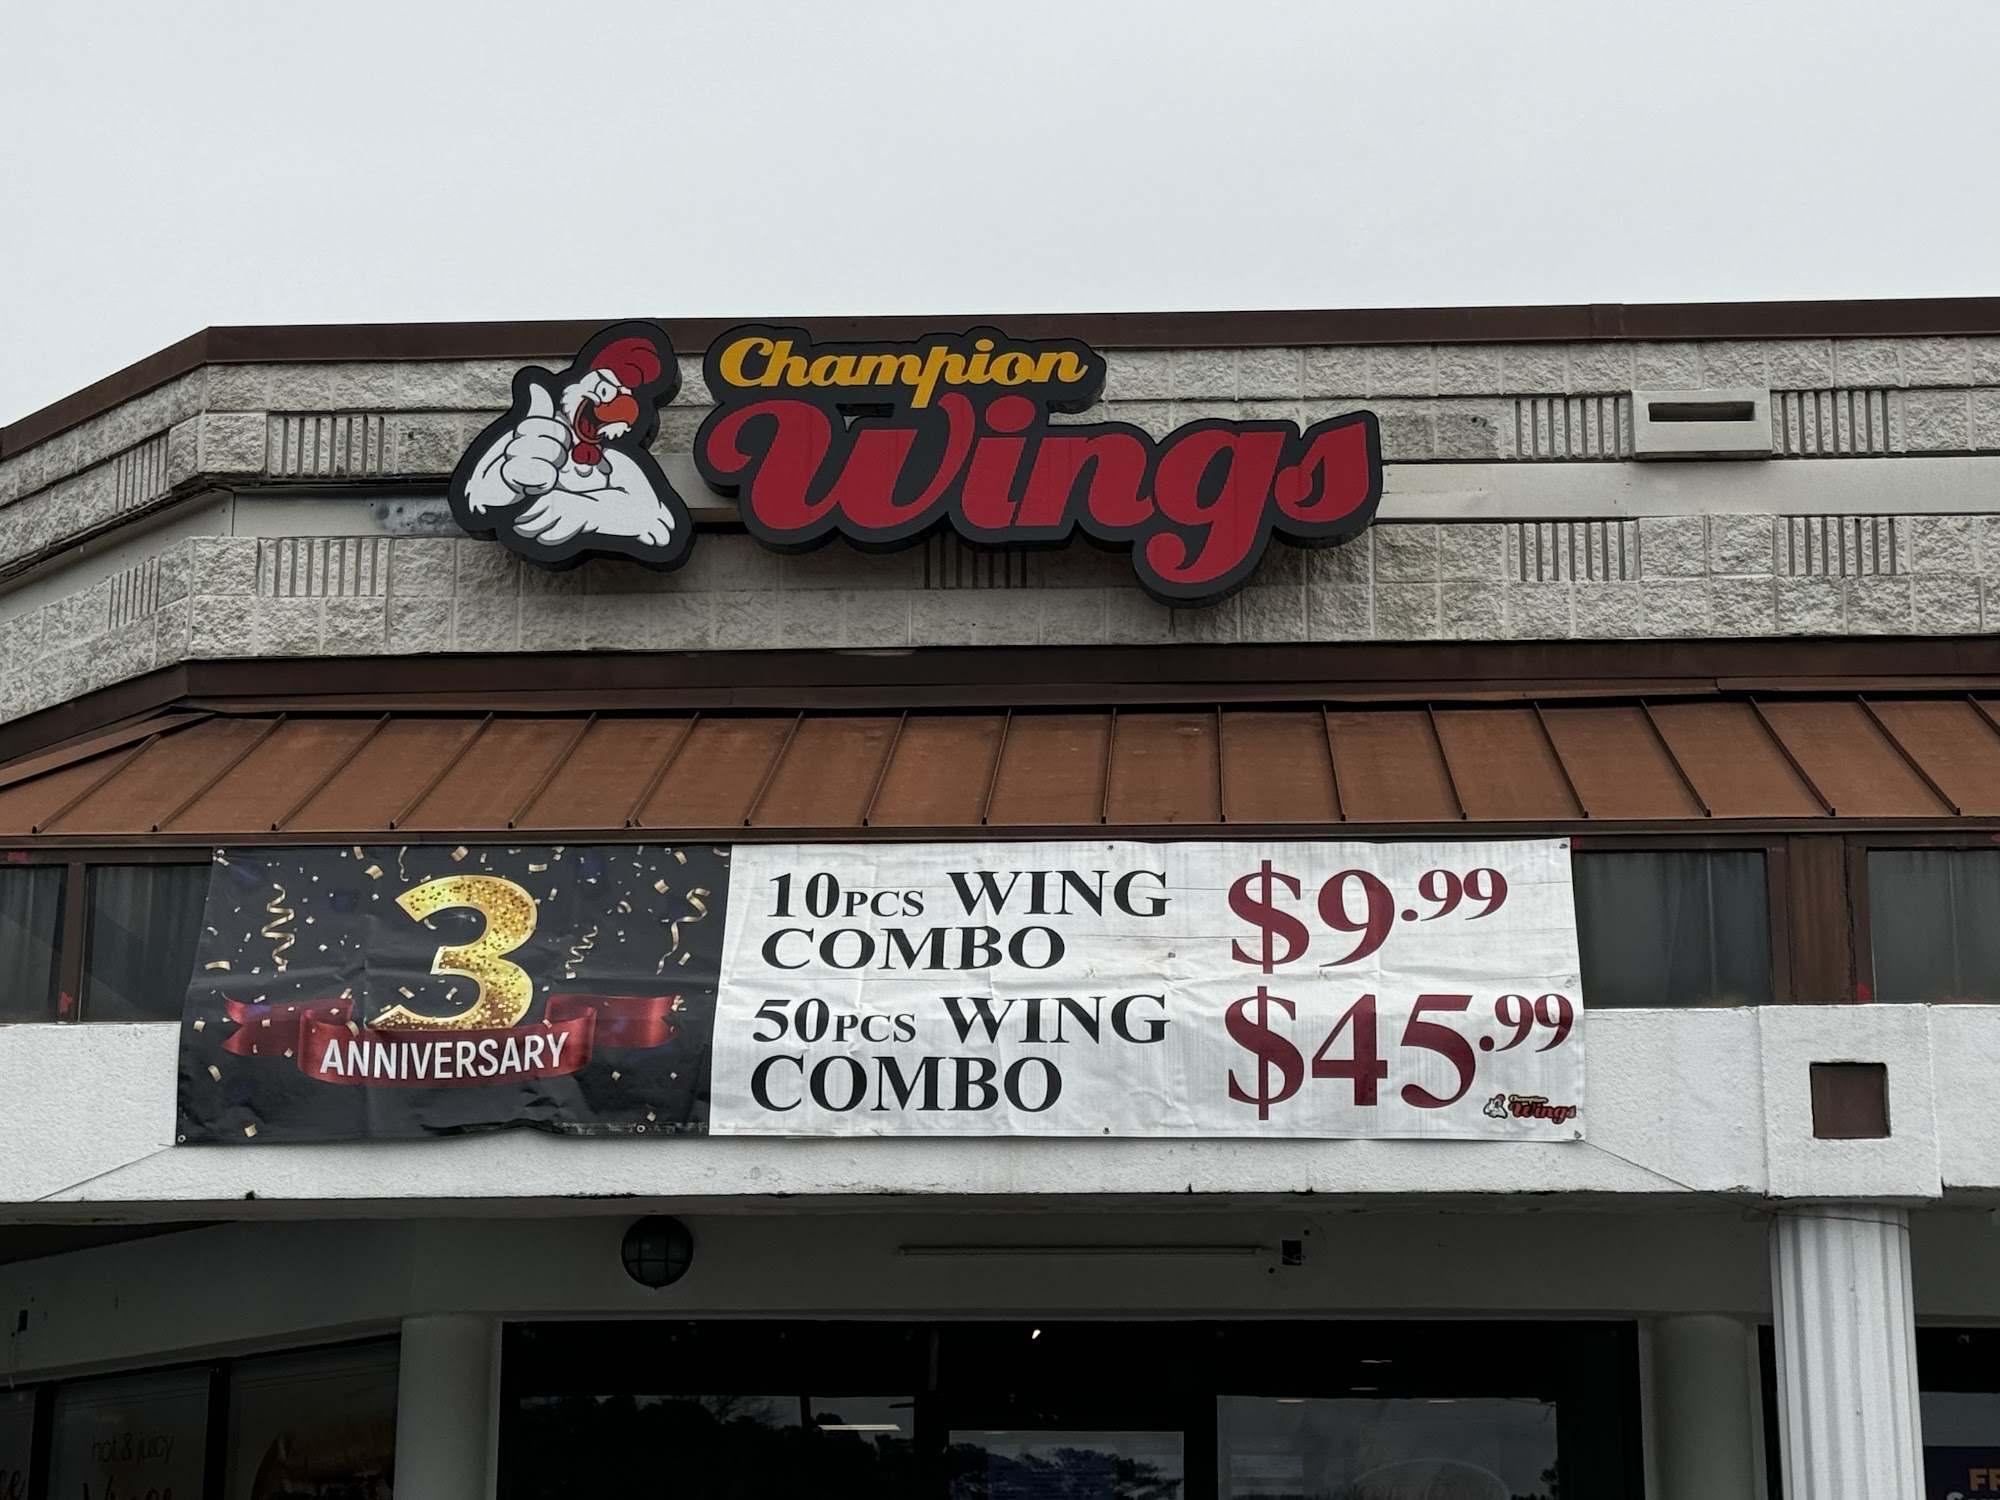 Champion
Wings
3
ANNIVERSARY
10PCS WING
COMBO
$9.99
50PCS WING
COMBO
$45.99
Champion
Wings
hot & juicy